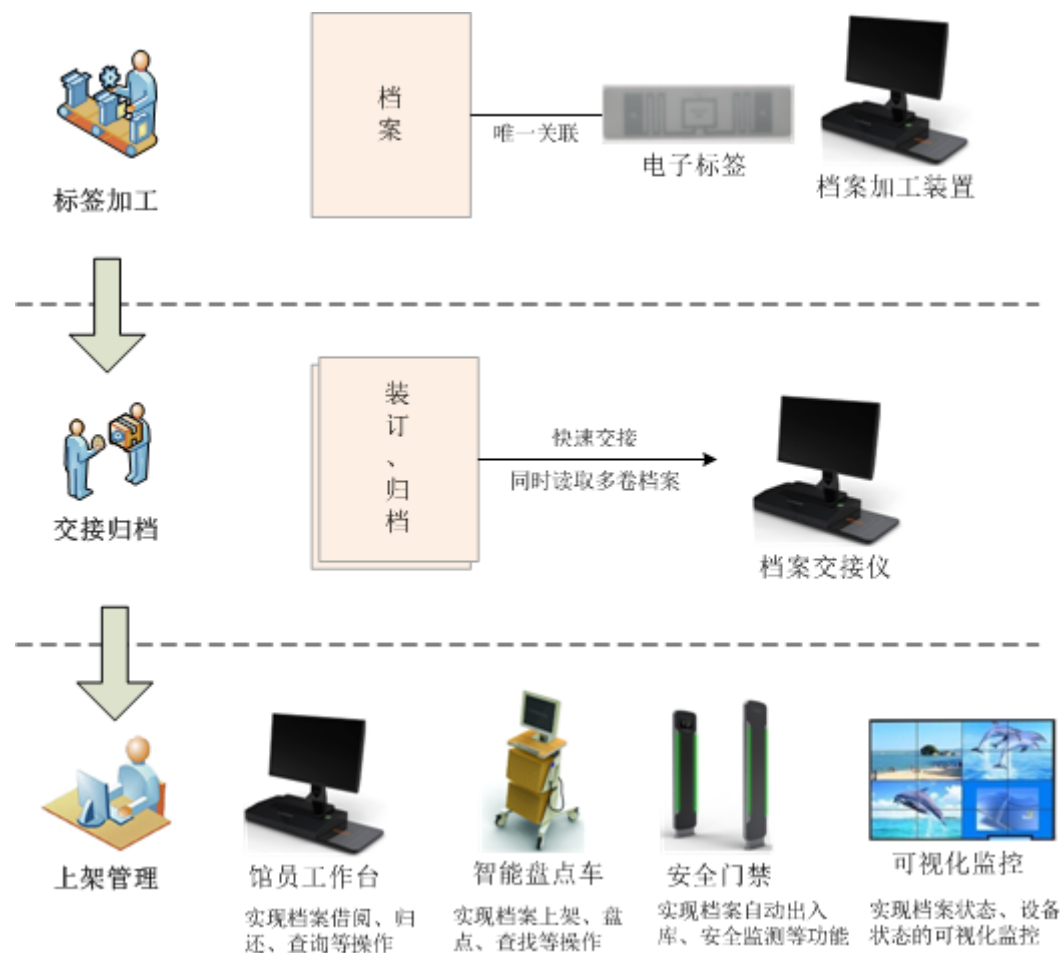 档
案
唯一关联
电子标签
档案加工装置
标签加工
装
订
、
归
档
快速交接
同时读取多卷档案
交接归档
档案交接仪
上架管理
馆员工作台
实现档案借阅、归
还、查询等操作
智能盘点车
实现档案上架、盘
点、查找等操作
安全门禁
实现档案自动出入
库、安全监测等功能
可视化监控
实现档案状态、设备
状态的可视化监控